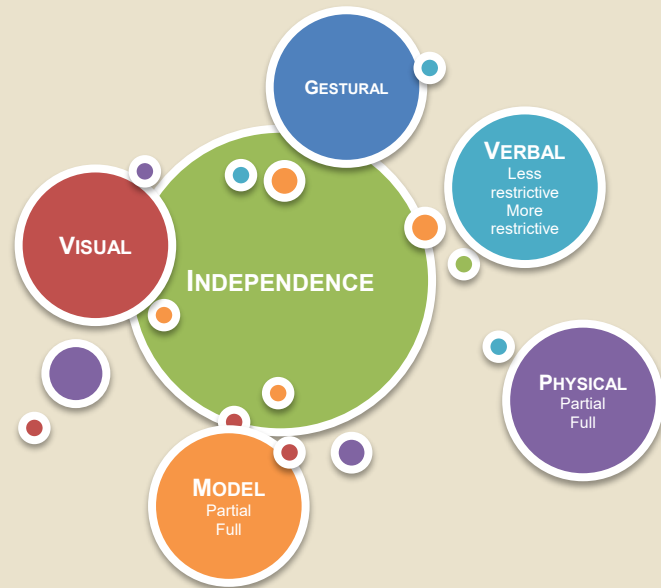 GESTURAL
VERBAL
Less
restrictive
More
restrictive
VISUAL
INDEPENDENCE
PHYSICAL
Partial
Full
MODEL
Partial
Full